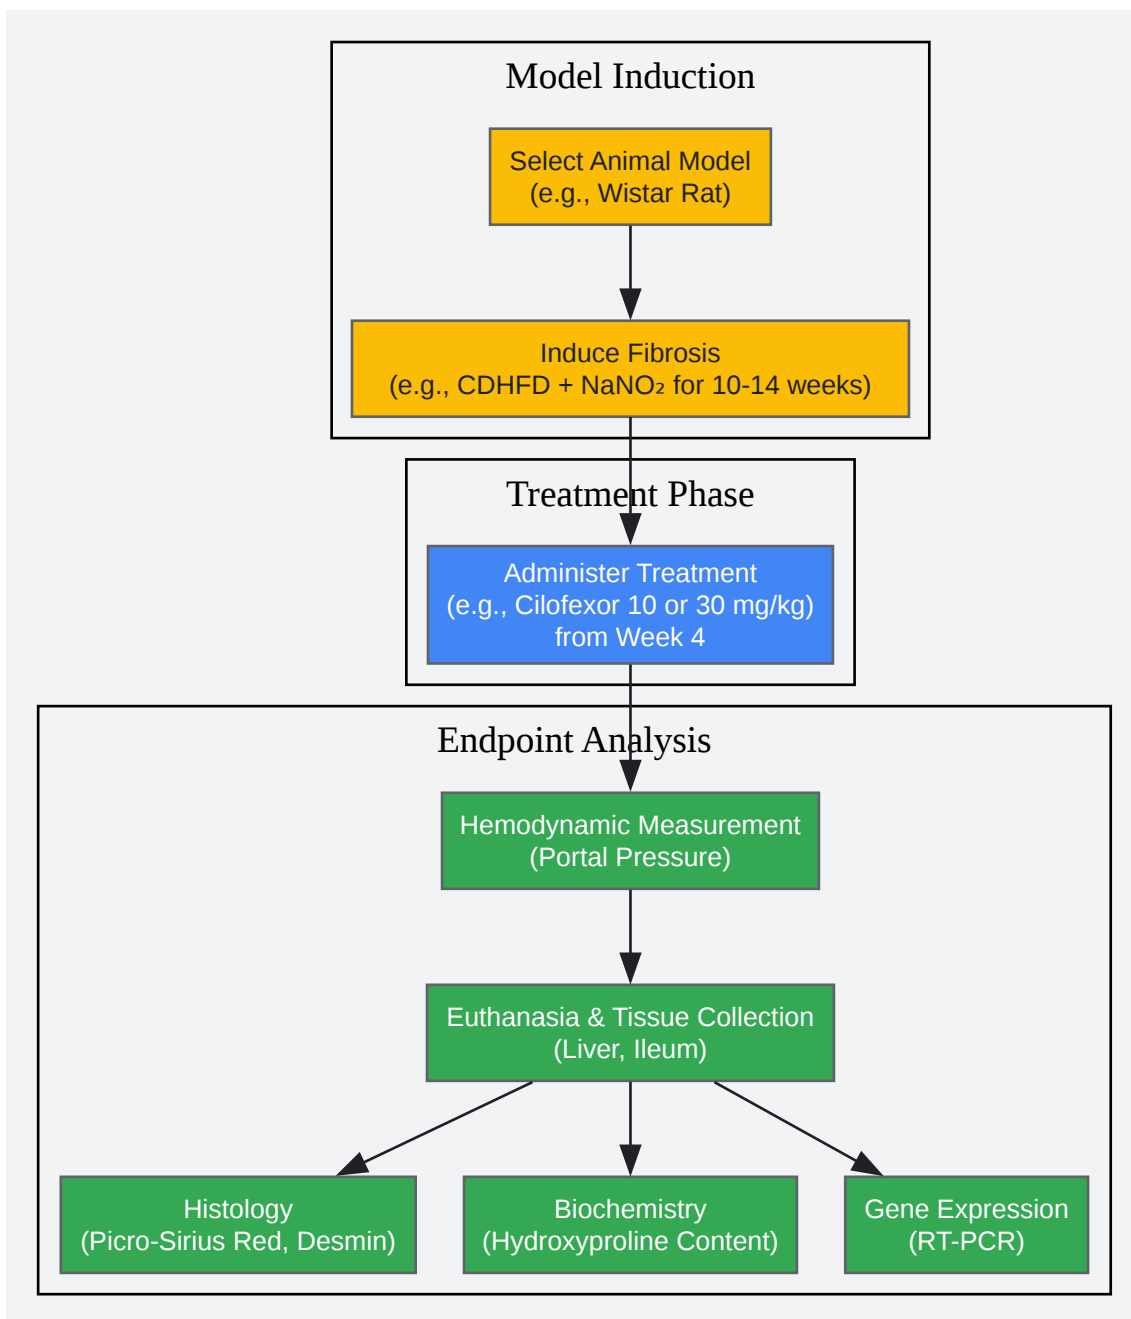 Model Induction
Select Animal Model
(e.g., Wistar Rat)
Induce Fibrosis
(e.g., CDHFD + NaNO₂ for 10-14 weeks)
Treatment Phase
Administer Treatment
(e.g., Cilofexor 10 or 30 mg/kg)
from Week 4
Endpoint Analysis
Hemodynamic Measurement
(Portal Pressure)
Euthanasia & Tissue Collection
(Liver, Ileum)
Histology
(Picro-Sirius Red, Desmin)
Biochemistry
(Hydroxyproline Content)
Gene Expression
(RT-PCR)